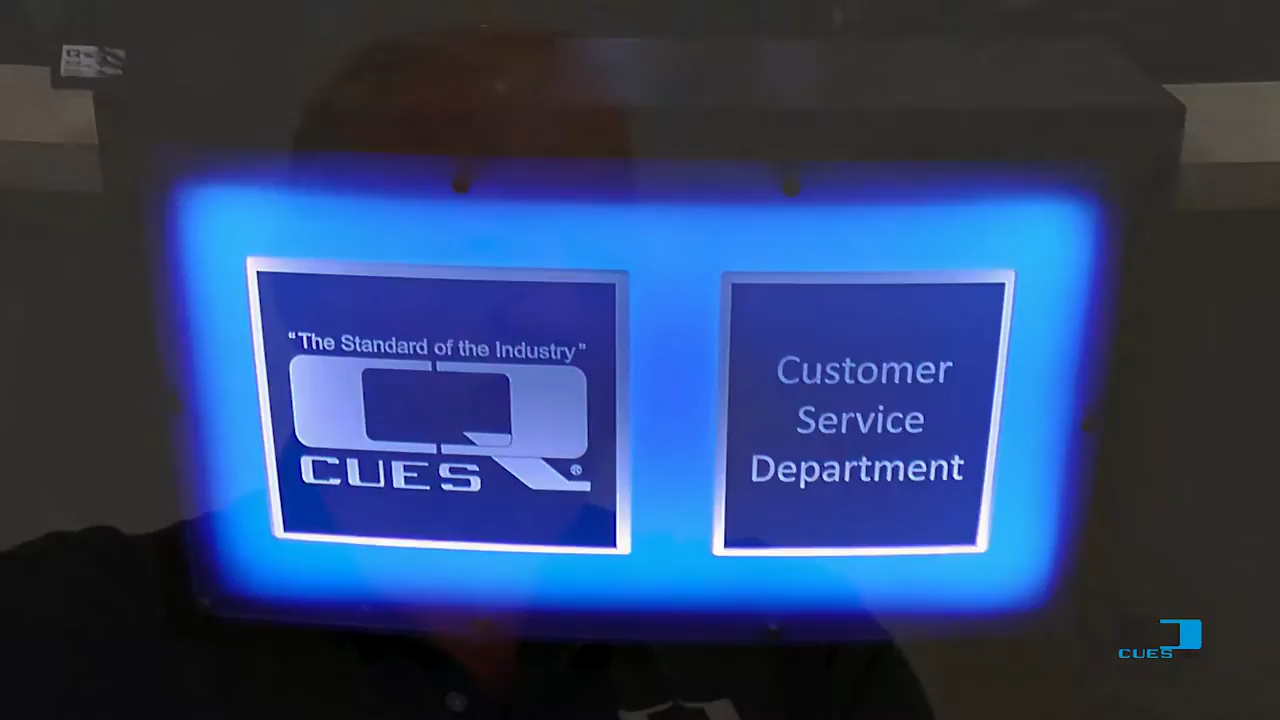 "The Standard of the Industry"
CUES®
Customer
Service
Department
CUES